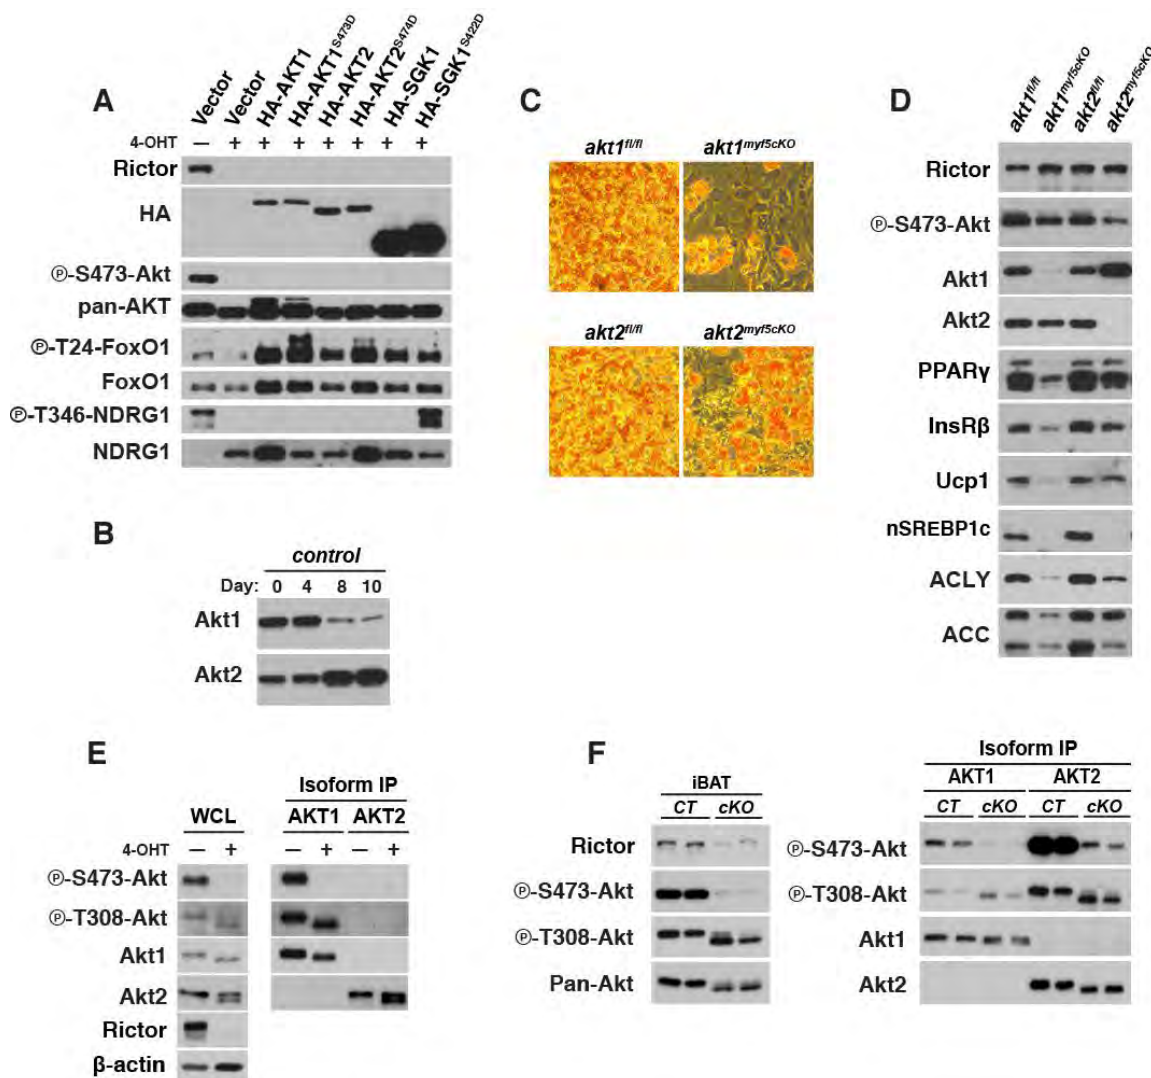 A
Vector
Vector
HA-AKT1
HA-AKT1S473D
HA-AKT2
HA-AKT2S474D
HA-SGK1
HA-SGK1S422D
4-OHT – + + + + + + +
Rictor
HA
Ⓟ-S473-Akt
pan-AKT
Ⓟ-T24-FoxO1
FoxO1
Ⓟ-T346-NDRG1
NDRG1
B
control
Day: 0 4 8 10
Akt1
Akt2
C
akt1fl/fl akt1myf5cKO
akt2fl/fl akt2myf5cKO
D
akt1fl/fl
akt1myf5cKO
akt2fl/fl
akt2myf5cKO
Rictor
Ⓟ-S473-Akt
Akt1
Akt2
PPARγ
InsRβ
Ucp1
nSREBP1c
ACLY
ACC
E
Isoform IP
WCL AKT1 AKT2
4-OHT – + – + – +
Ⓟ-S473-Akt
Ⓟ-T308-Akt
Akt1
Akt2
Rictor
β-actin
F
iBAT
CT cKO
Rictor
Ⓟ-S473-Akt
Ⓟ-T308-Akt
Pan-Akt
Isoform IP
AKT1 AKT2
CT cKO CT cKO
Ⓟ-S473-Akt
Ⓟ-T308-Akt
Akt1
Akt2